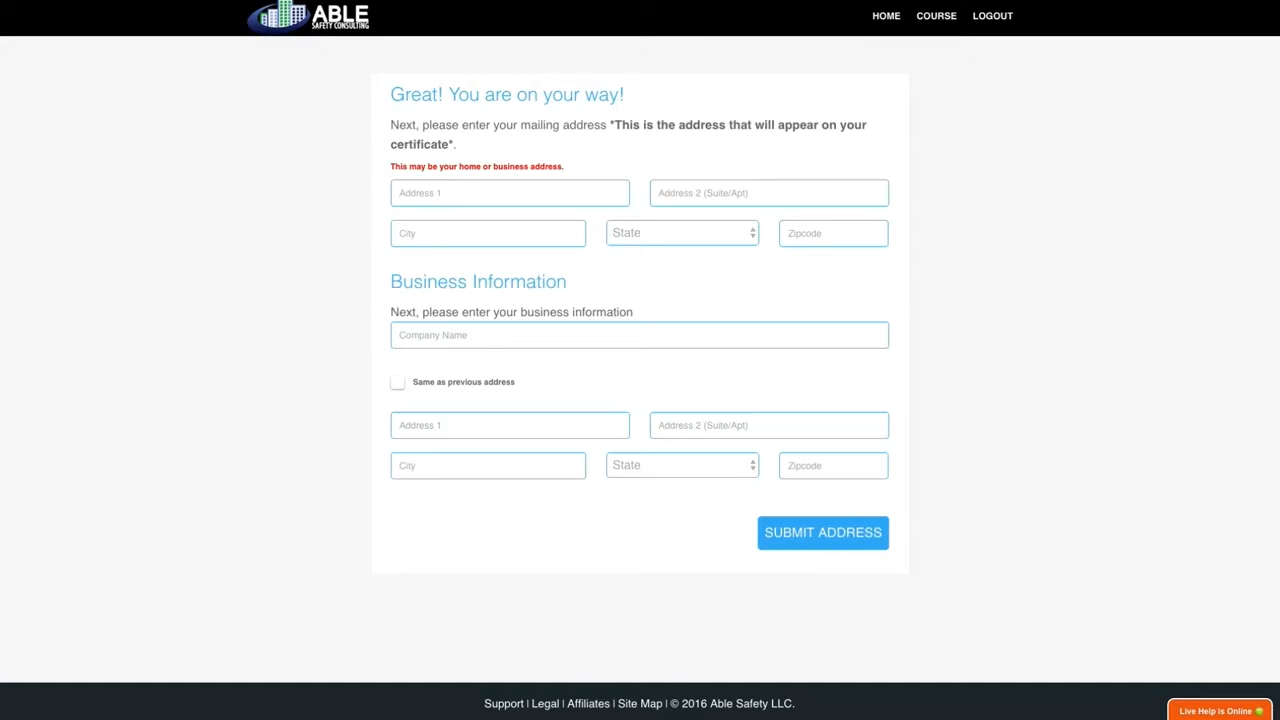 ABLE
SAFETY CONSULTING
HOME COURSE LOGOUT
Great! You are on your way!
Next, please enter your mailing address *This is the address that will appear on your
certificate*.
This may be your home or business address.
Address 1 Address 2 (Suite/Apt)
City State Zipcode
Business Information
Next, please enter your business information
Company Name
Same as previous address
Address 1 Address 2 (Suite/Apt)
City State Zipcode
SUBMIT ADDRESS
Support | Legal | Affiliates | Site Map | © 2016 Able Safety LLC.
Live Help is Online